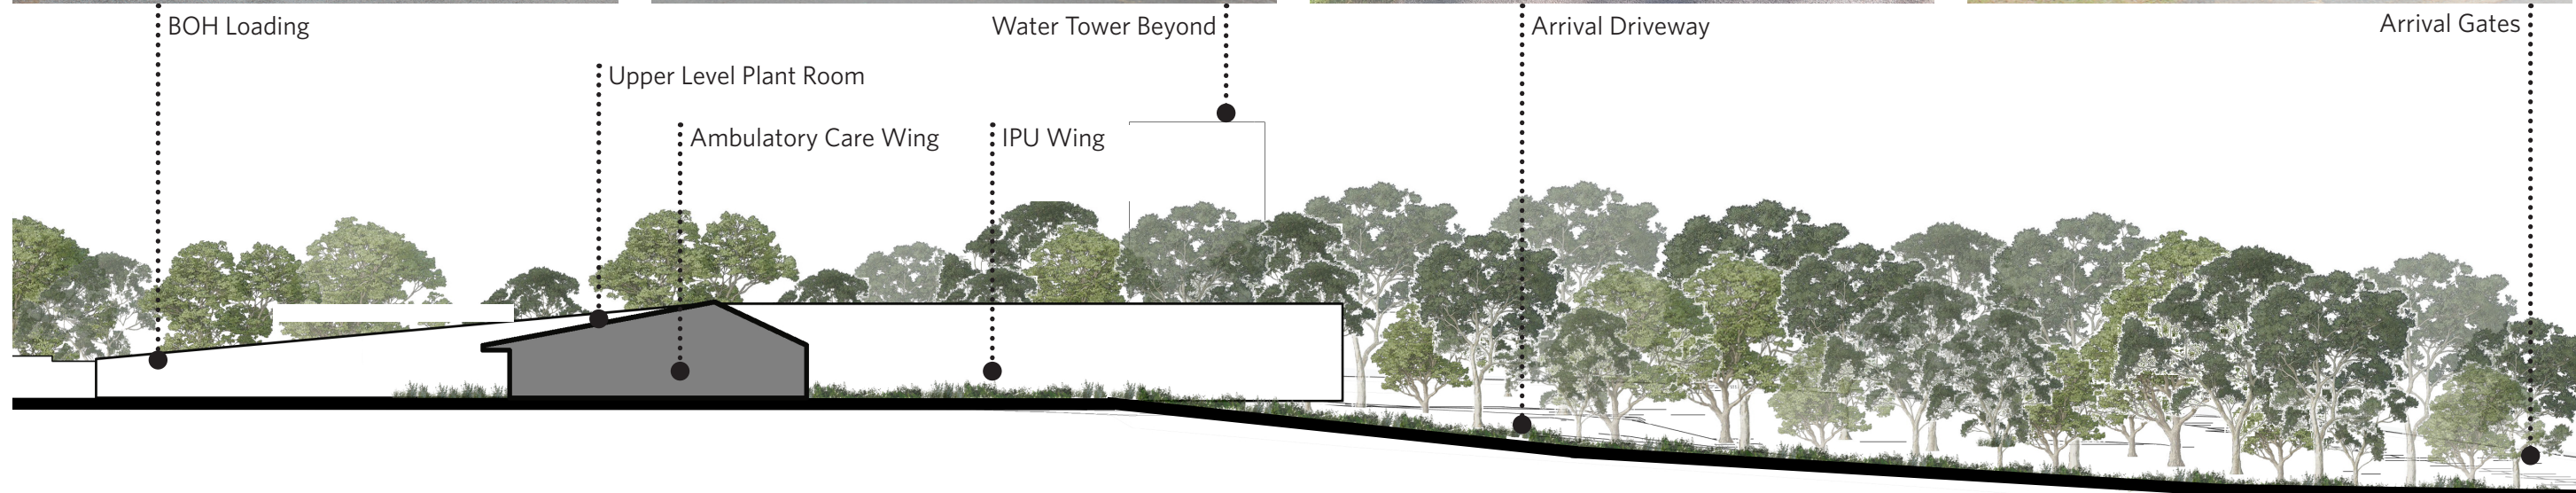 BOH Loading
Water Tower Beyond
Arrival Driveway
Arrival Gates
Upper Level Plant Room
Ambulatory Care Wing
IPU Wing